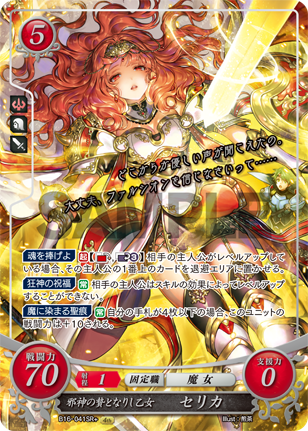 5
どこからか優しい声が聞こえたの。
大丈夫、ファルシオンを信じなさいって……
SAMPLE
魂を捧げよ 起 相手の主人公がレベルアップして
いる場合、その主人公の1番上のカードを退避エリアに置かせる。
狂神の祝福 常 相手の主人公はスキルの効果によってレベルアップ
することができない。
魔に染まる聖痕 常 自分の手札が4枚以下の場合、このユニットの
戦闘力は+10される。
戦闘力 70
射程 1 固定職 魔女
支援力 0
邪神の贄となりし乙女 セリカ
B16-041SR+
Illust.